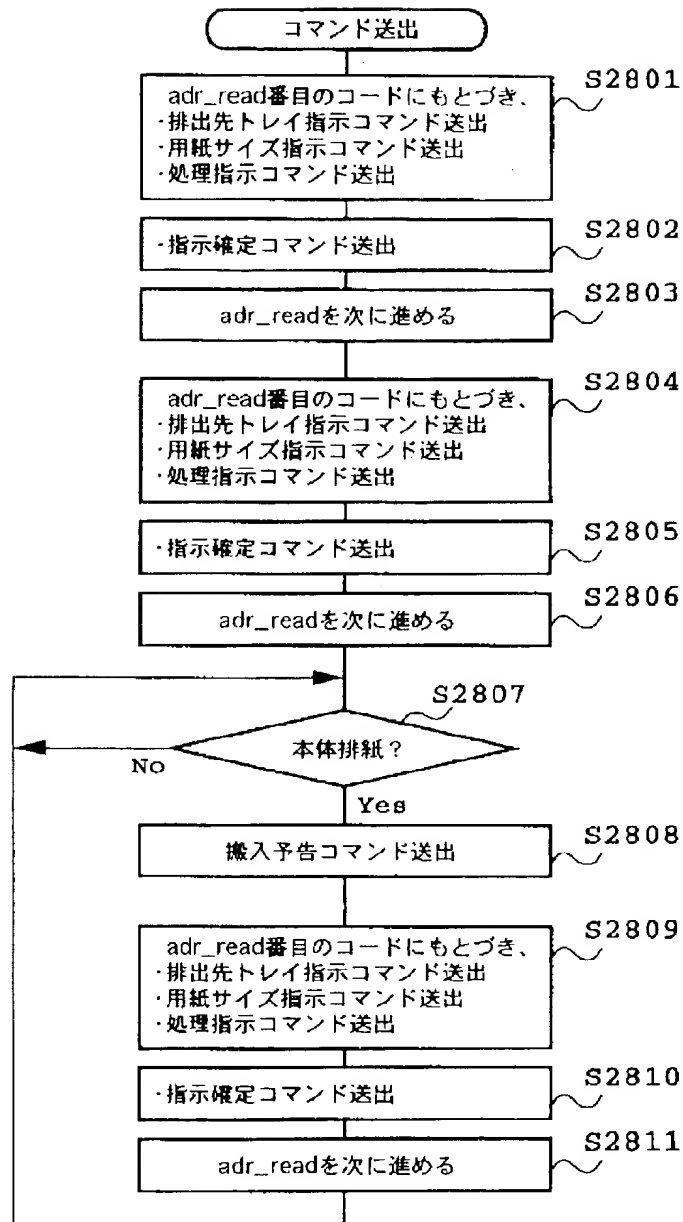 コマンド送出
adr_read番目のコードにもとづき、
・排出先トレイ指示コマンド送出
・用紙サイズ指示コマンド送出
・処理指示コマンド送出
S2801
・指示確定コマンド送出
S2802
adr_readを次に進める
S2803
adr_read番目のコードにもとづき、
・排出先トレイ指示コマンド送出
・用紙サイズ指示コマンド送出
・処理指示コマンド送出
S2804
・指示確定コマンド送出
S2805
adr_readを次に進める
S2806
S2807
本体排紙？
No
Yes
搬入予告コマンド送出
S2808
adr_read番目のコードにもとづき、
・排出先トレイ指示コマンド送出
・用紙サイズ指示コマンド送出
・処理指示コマンド送出
S2809
・指示確定コマンド送出
S2810
adr_readを次に進める
S2811